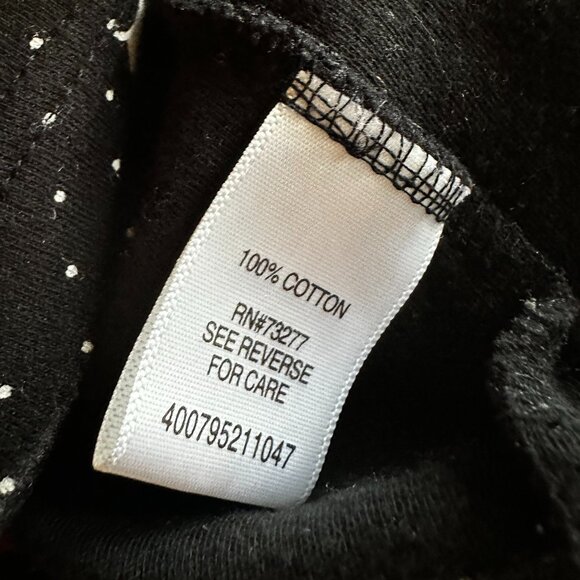 100% COTTON
RN#73277
SEE REVERSE
FOR CARE
400795211047